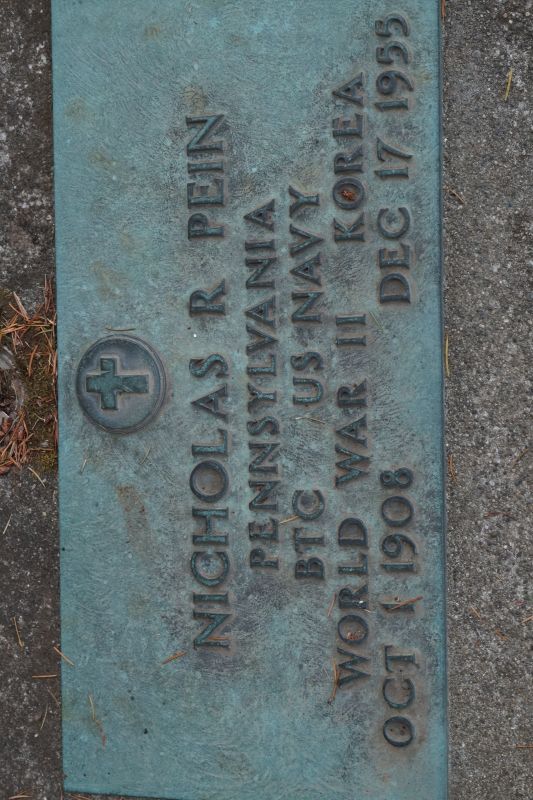 NICHOLAS R PEIN
PENNSYLVANIA
BTC US NAVY
WORLD WAR II KOREA
OCT 1 1908 DEC 17 1955